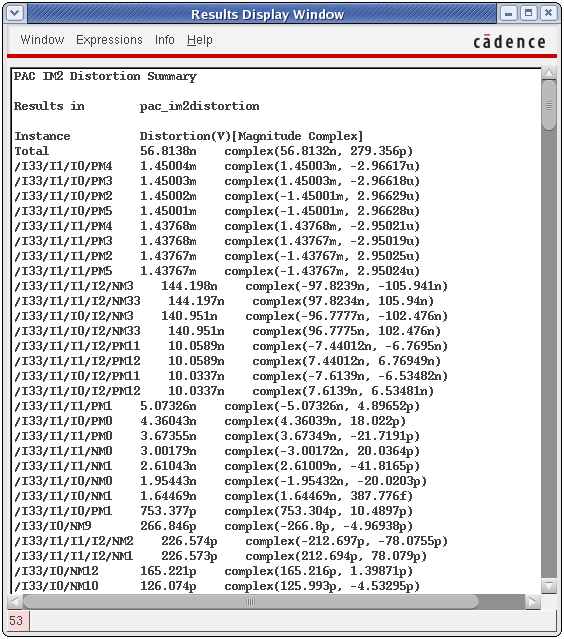 Results Display Window
Window Expressions Info Help
cādence
PAC IM2 Distortion Summary
Results in pac_im2distortion
Instance Distortion(V)[Magnitude Complex]
Total 56.8138n complex(56.8132n, 279.356p)
/I33/I1/I0/PM4 1.45004m complex(1.45003m, -2.96617u)
/I33/I1/I0/PM3 1.45003m complex(1.45003m, -2.96618u)
/I33/I1/I0/PM2 1.45002m complex(-1.45001m, 2.96629u)
/I33/I1/I0/PM5 1.45001m complex(-1.45001m, 2.96628u)
/I33/I1/I1/PM4 1.43768m complex(1.43768m, -2.95021u)
/I33/I1/I1/PM3 1.43768m complex(1.43767m, -2.95019u)
/I33/I1/I1/PM2 1.43767m complex(-1.43767m, 2.95025u)
/I33/I1/I1/PM5 1.43767m complex(-1.43767m, 2.95024u)
/I33/I1/I1/I2/NM3 144.198n complex(-97.8239n, -105.941n)
/I33/I1/I1/I2/NM33 144.197n complex(97.8234n, 105.94n)
/I33/I1/I0/I2/NM3 140.951n complex(-96.7777n, -102.476n)
/I33/I1/I0/I2/NM33 140.951n complex(96.7775n, 102.476n)
/I33/I1/I1/I2/PM11 10.0589n complex(-7.44012n, -6.7695n)
/I33/I1/I1/I2/PM12 10.0589n complex(7.44012n, 6.76949n)
/I33/I1/I0/I2/PM11 10.0337n complex(-7.6139n, -6.53482n)
/I33/I1/I0/I2/PM12 10.0337n complex(7.6139n, 6.53481n)
/I33/I1/I1/PM1 5.07326n complex(-5.07326n, 4.89652p)
/I33/I1/I0/PM0 4.36043n complex(4.36039n, 18.022p)
/I33/I1/I1/PM0 3.67355n complex(3.67349n, -21.7191p)
/I33/I1/I1/NM0 3.00179n complex(-3.00172n, 20.0364p)
/I33/I1/I1/NM1 2.61043n complex(2.61009n, -41.8165p)
/I33/I1/I0/NM0 1.95443n complex(-1.95432n, -20.0203p)
/I33/I1/I0/NM1 1.64469n complex(1.64469n, 387.776f)
/I33/I1/I0/PM1 753.377p complex(753.304p, 10.4897p)
/I33/I0/NM9 266.846p complex(-266.8p, -4.96938p)
/I33/I1/I1/I2/NM2 226.574p complex(-212.697p, -78.0755p)
/I33/I1/I1/I2/NM1 226.573p complex(212.694p, 78.079p)
/I33/I0/NM12 165.221p complex(165.216p, 1.39871p)
/I33/I0/NM10 126.074p complex(125.993p, -4.53295p)
53